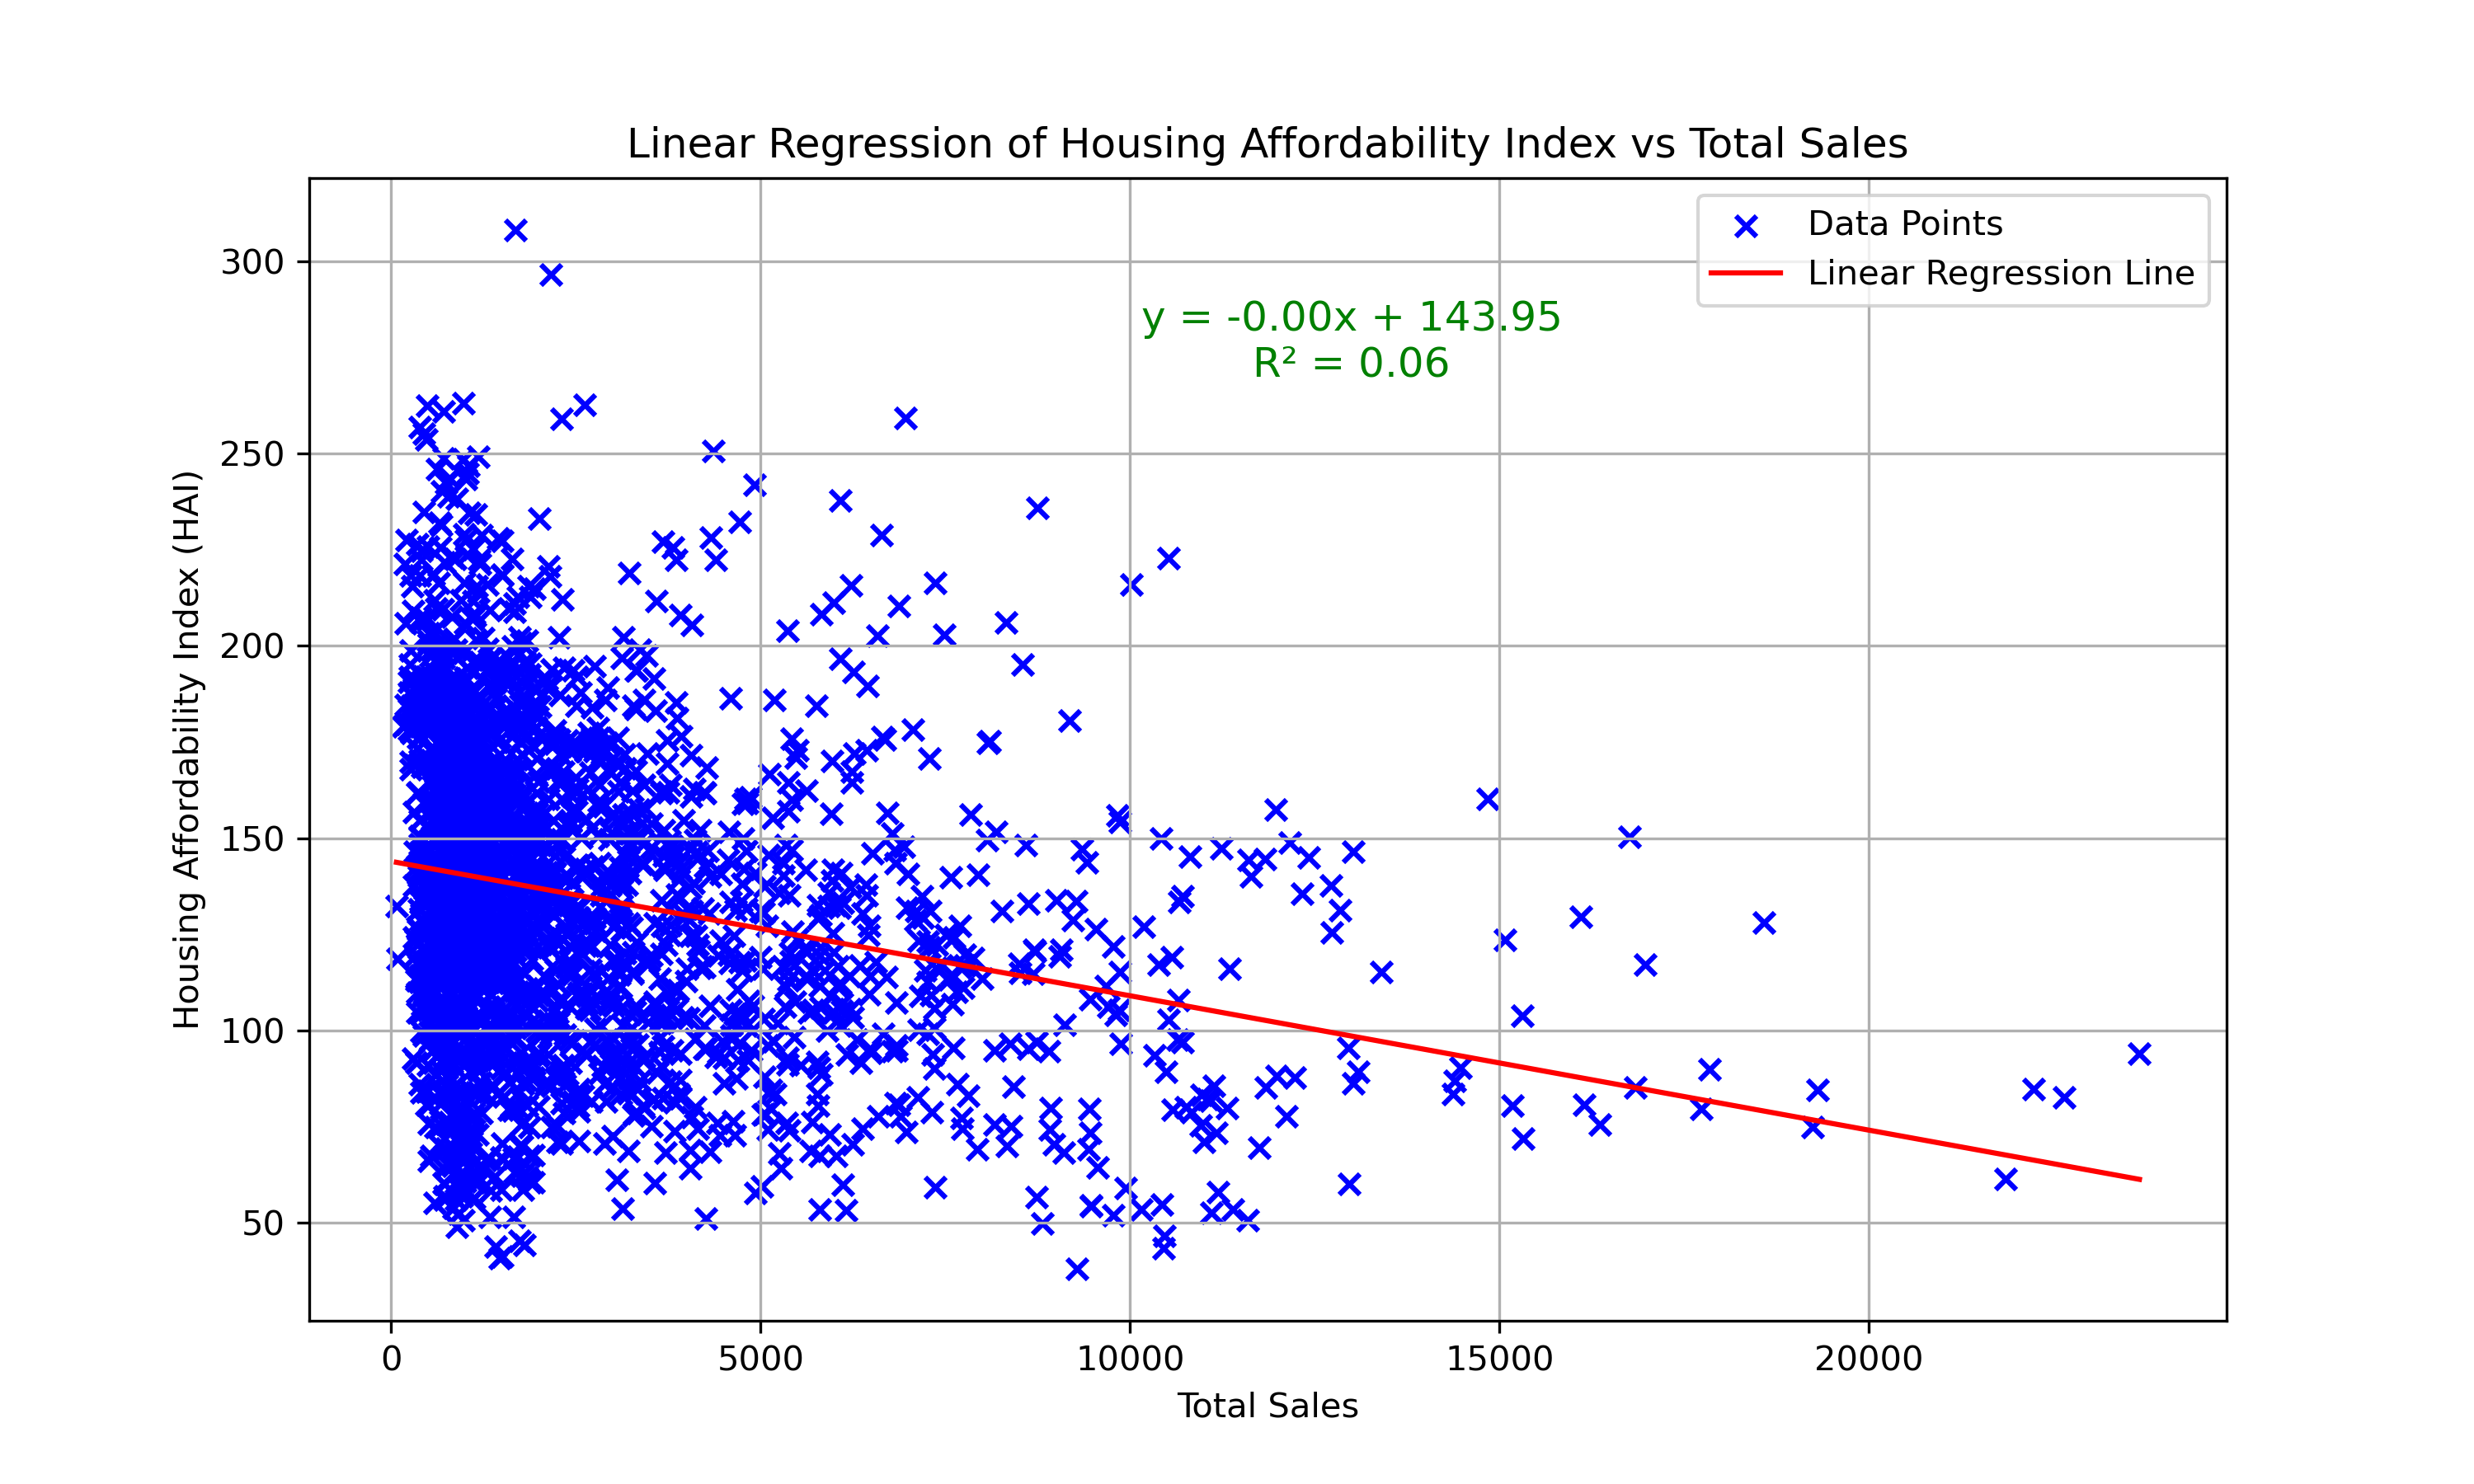 Linear Regression of Housing Affordability Index vs Total Sales
Data Points
Linear Regression Line
y = -0.00x + 143.95
R² = 0.06
Housing Affordability Index (HAI)
300
250
200
150
100
50
0
5000
10000
15000
20000
Total Sales